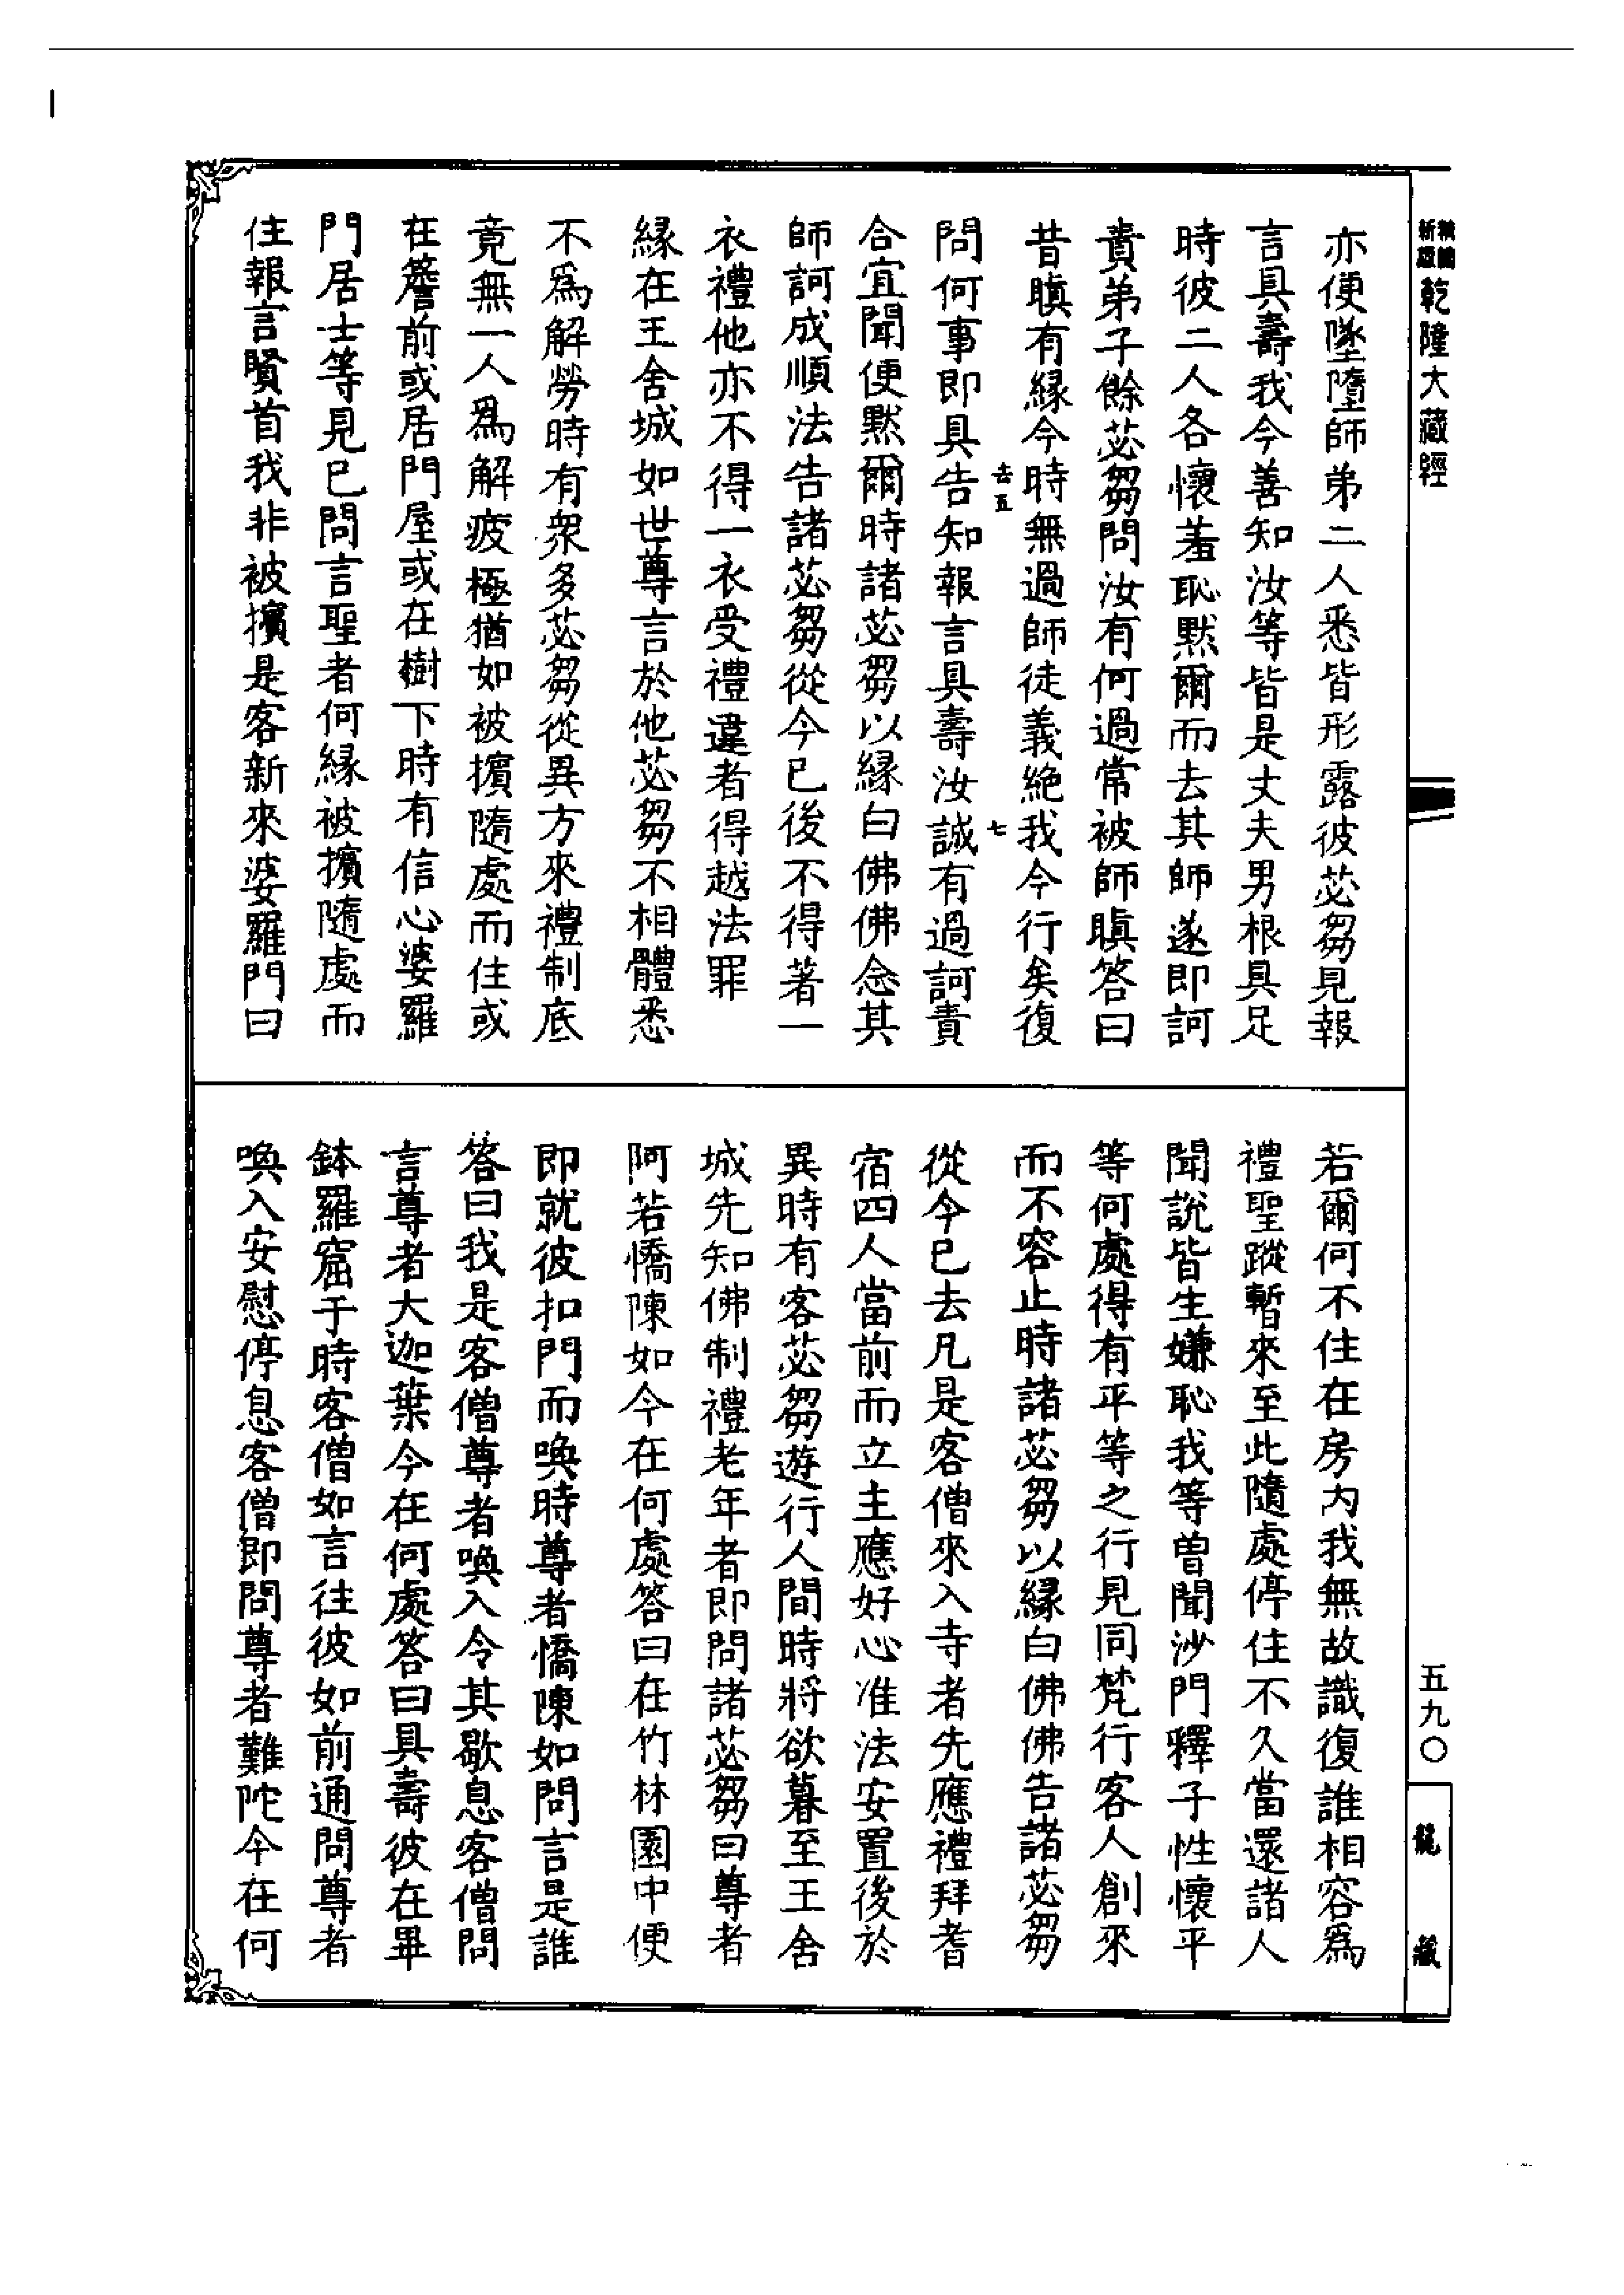 乾隆大藏經
亦便墜墮師弟二人悉皆形露彼苾芻見報
言具壽我今善知汝等皆是丈夫男根具足
時彼二人各懷羞恥默爾而去其師遂即訶
責弟子餘苾芻問汝有何過常被師瞋答曰
昔瞋有緣今時無過師徒義絶我今行矣復
去五
七
問何事即具告知報言具壽汝誠有過訶責
合宜聞便默爾時諸苾芻以緣白佛佛念其
師訶成順法告諸苾芻從今已後不得著一
衣禮他亦不得一衣受禮違者得越法罪
緣在王舍城如世尊言於他苾芻不相體悉
不爲解勞時有衆多苾芻從異方來禮制底
竟無一人爲解疲極猶如被擯隨處而住或
在簷前或居門屋或在樹下時有信心婆羅
門居士等見已問言聖者何緣被擯隨處而
住報言賢首我非被擯是客新來婆羅門曰
若爾何不住在房内我無故識復誰相容爲
禮聖蹤暫來至此隨處停住不久當還諸人
聞説皆生嫌恥我等曽聞沙門釋子性懷平
等何處得有平等之行見同梵行客人創來
而不容止時諸苾芻以緣白佛佛告諸苾芻
從今已去凡是客僧來入寺者先應禮拜耆
宿四人當前而立主應好心准法安置後於
異時有客苾芻遊行人間時將欲暮至王舍
城先知佛制禮老年者即問諸苾芻曰尊者
阿若憍陳如今在何處答曰在竹林園中便
即就彼扣門而喚時尊者憍陳如問言是誰
答曰我是客僧尊者喚入令其歇息客僧問
言尊者大迦葉今在何處答曰具壽彼在畢
鉢羅窟于時客僧如言往彼如前通問尊者
喚入安慰停息客僧即問尊者難陀今在何
五九〇
龍藏